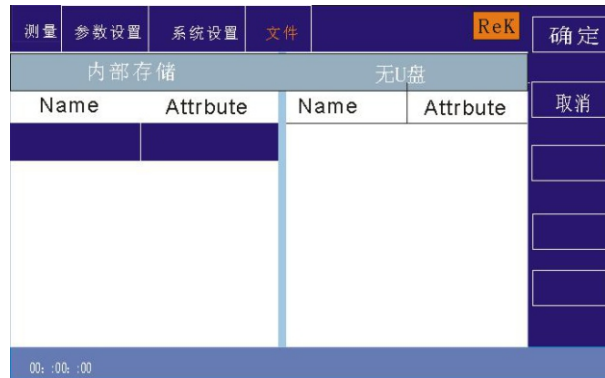 测量 参数设置 系统设置 文件 ReK 确定
内部存储 无U盘
Name Attrbute Name Attrbute 取消
00: :00: :00